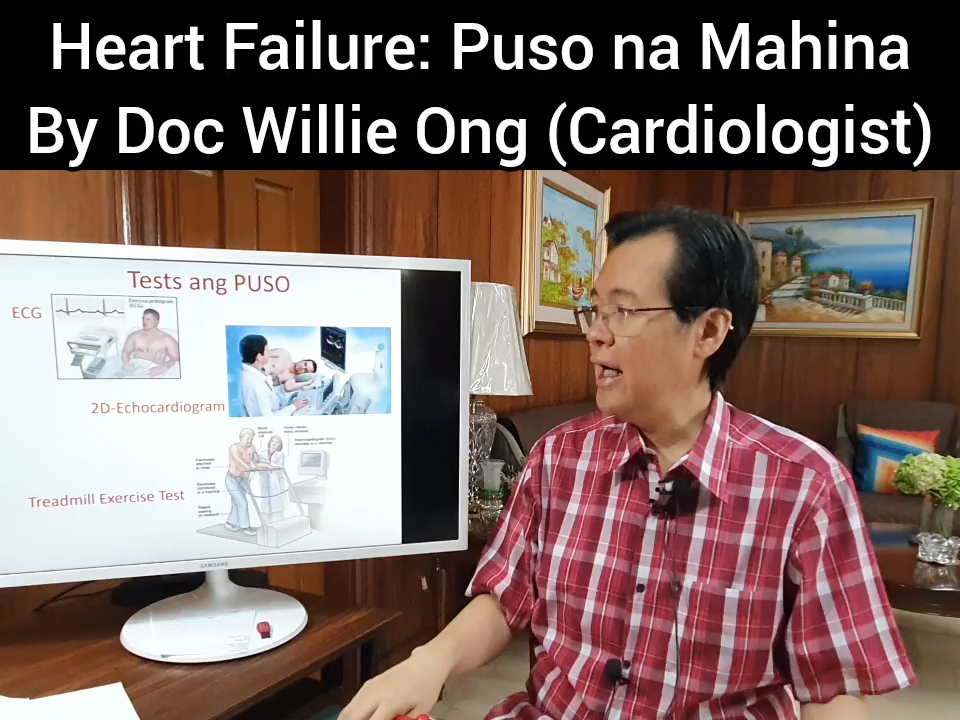 Heart Failure: Puso na Mahina
By Doc Willie Ong (Cardiologist)
Tests ang PUSO
ECG
2D-Echocardiogram
Treadmill Exercise Test
SAMSUNG